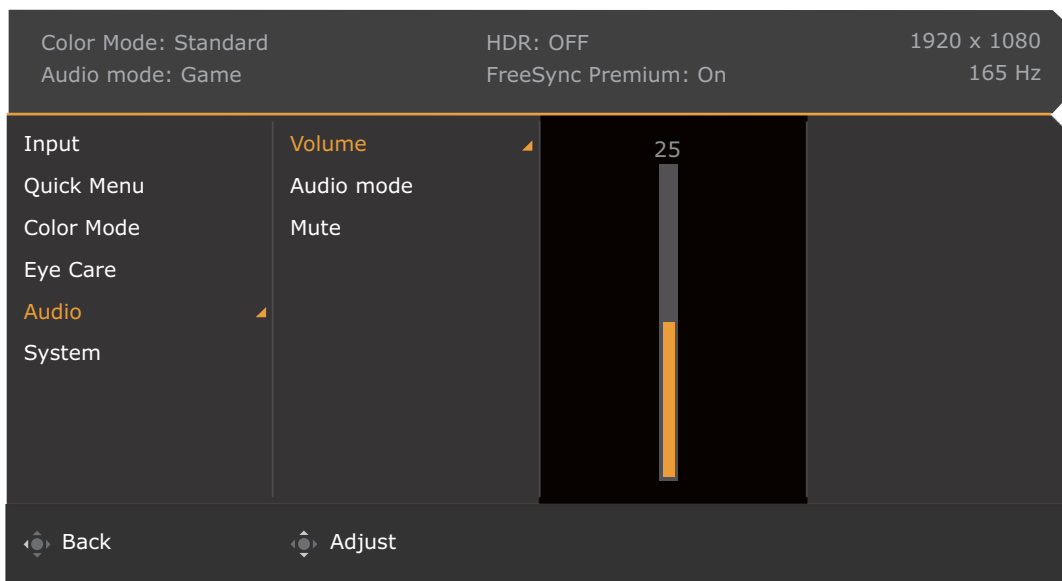 Color Mode: Standard
HDR: OFF
1920 x 1080
Audio mode: Game
FreeSync Premium: On
165 Hz
Input
Quick Menu
Color Mode
Eye Care
Audio
System
Volume
Audio mode
Mute
25
Back
Adjust